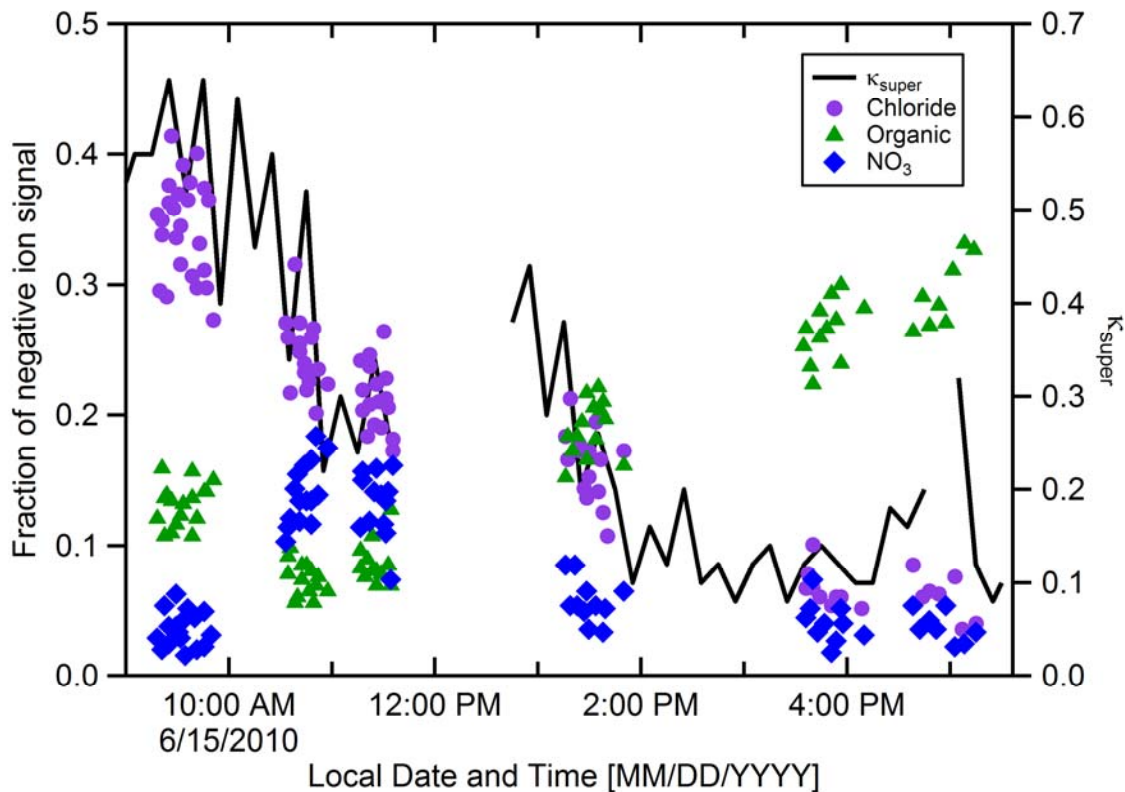 0.5
0.4
0.3
0.2
0.1
0.0
Fraction of negative ion signal
0.7
0.6
0.5
0.4
0.3
0.2
0.1
0.0
κsuper
κsuper
Chloride
Organic
NO3
10:00 AM
12:00 PM
2:00 PM
4:00 PM
6/15/2010
Local Date and Time [MM/DD/YYYY]